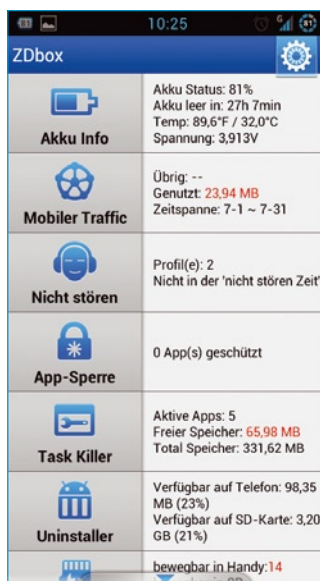 10:25
G
81
ZDbox
Akku Info
Akku Status: 81%
Akku leer in: 27h 7min
Temp: 89,6°F / 32,0°C
Spannung: 3,913V
Mobiler Traffic
Übrig: --
Genutzt: 23,94 MB
Zeitspanne: 7-1 ~ 7-31
Nicht stören
Profil(e): 2
Nicht in der 'nicht stören Zeit'
App-Sperre
0 App(s) geschützt
Task Killer
Aktive Apps: 5
Freier Speicher: 65,98 MB
Total Speicher: 331,62 MB
Uninstaller
Verfügbar auf Telefon: 98,35
MB (23%)
Verfügbar auf SD-Karte: 3,20
GB (21%)
bewegbar in Handy:14